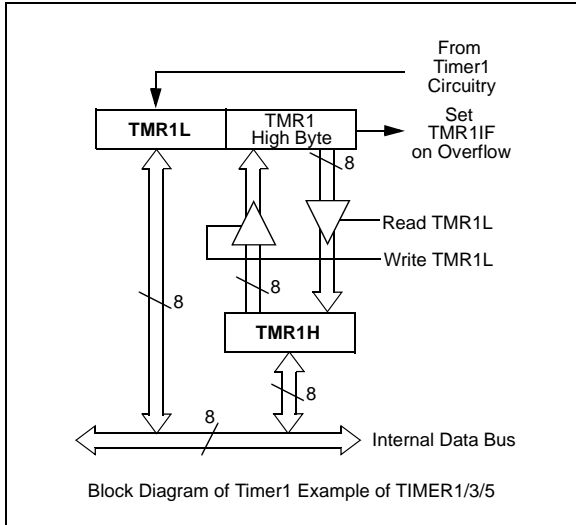 From
Timer1
Circuitry
TMR1L
TMR1
High Byte
Set
TMR1IF
on Overflow
8
Read TMR1L
Write TMR1L
8
8
TMR1H
8
8
Internal Data Bus
Block Diagram of Timer1 Example of TIMER1/3/5